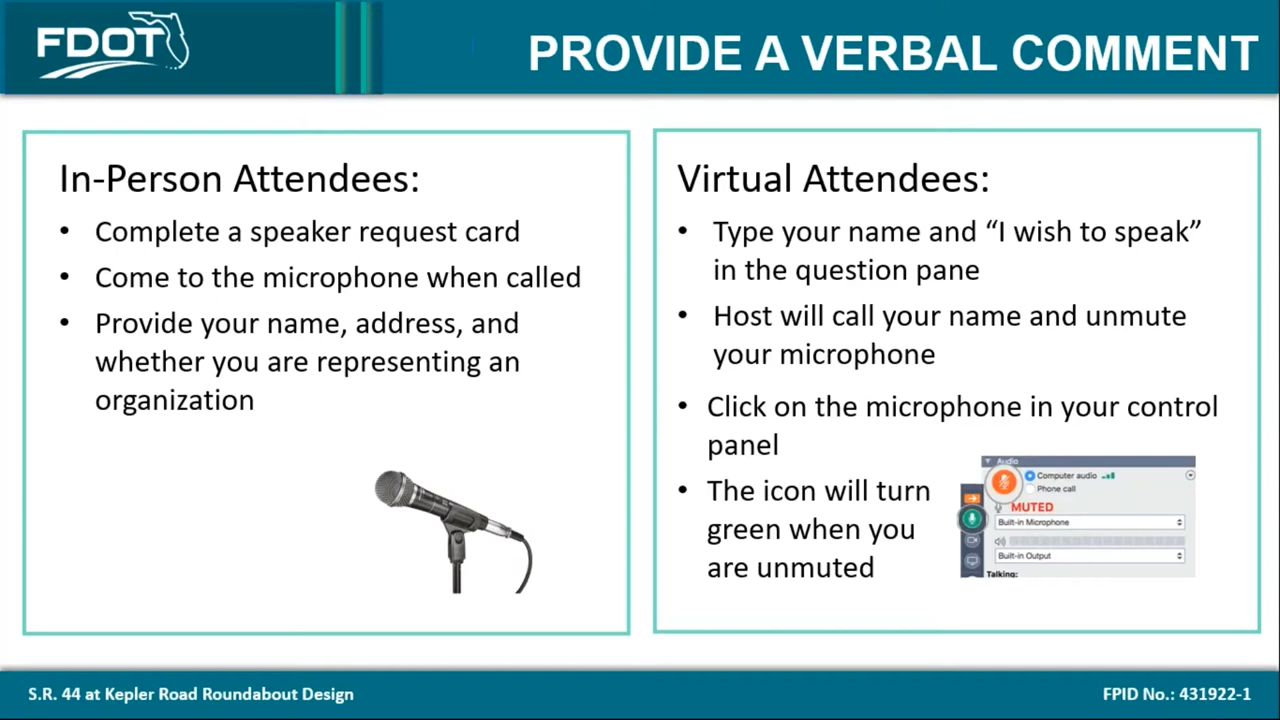 FDOT
PROVIDE A VERBAL COMMENT
In-Person Attendees:
• Complete a speaker request card
• Come to the microphone when called
• Provide your name, address, and
whether you are representing an
organization
Virtual Attendees:
• Type your name and “I wish to speak”
in the question pane
• Host will call your name and unmute
your microphone
• Click on the microphone in your control
panel
• The icon will turn
green when you
are unmuted
Audio
Computer audio
Phone call
MUTED
Built-in Microphone
Built-in Output
Talking:
S.R. 44 at Kepler Road Roundabout Design
FPID No.: 431922-1